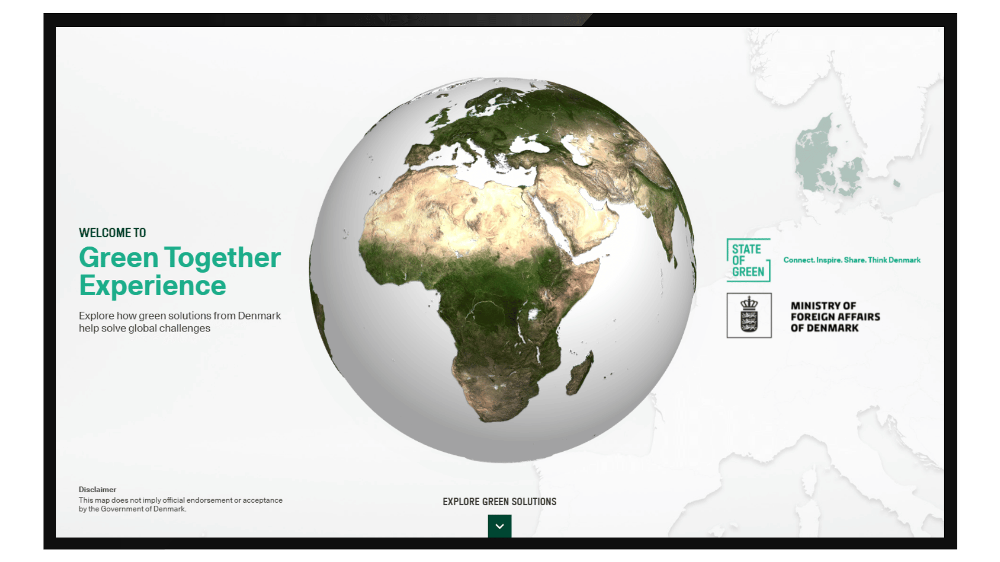 WELCOME TO
Green Together
Experience
Explore how green solutions from Denmark
help solve global challenges
STATE
OF
GREEN
Connect. Inspire. Share. Think Denmark
MINISTRY OF
FOREIGN AFFAIRS
OF DENMARK
Disclaimer
This map does not imply official endorsement or acceptance
by the Government of Denmark.
EXPLORE GREEN SOLUTIONS